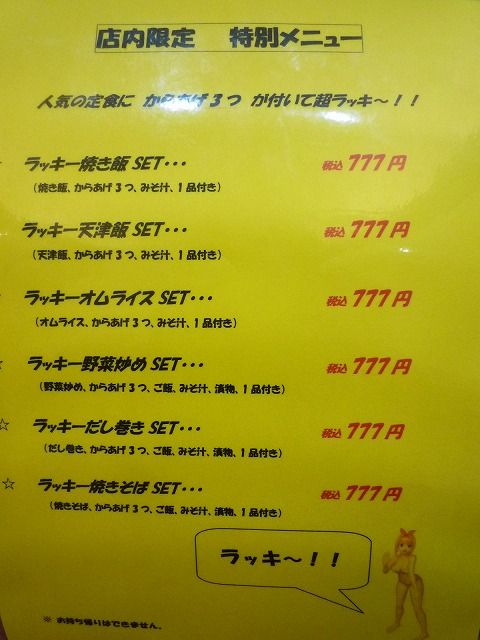 店内限定 特別メニュー
人気の定食に からあげ3つ が付いて超ラッキ～！！
ラッキー焼き飯 SET･･･ 税込 777円
（焼き飯、からあげ3つ、みそ汁、1品付き）
ラッキー天津飯 SET･･･ 税込 777円
（天津飯、からあげ3つ、みそ汁、1品付き）
ラッキーオムライス SET･･･ 税込 777円
（オムライス、からあげ3つ、みそ汁、1品付き）
☆ ラッキー野菜炒め SET･･･ 税込 777円
（野菜炒め、からあげ3つ、ご飯、みそ汁、漬物、1品付き）
☆ ラッキーだし巻き SET･･･ 税込 777円
（だし巻き、からあげ3つ、ご飯、みそ汁、漬物、1品付き）
☆ ラッキー焼きそば SET･･･ 税込 777円
（焼きそば、からあげ3つ、ご飯、みそ汁、漬物、1品付き）
ラッキ～！！
※ お持ち帰りはできません。